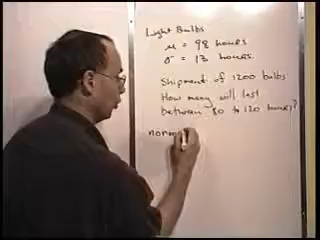 Light Bulbs
μ = 98 hours
σ = 13 hours.
Shipment of 1200 bulbs
How many will last
between 80 to 120 hours?
norm